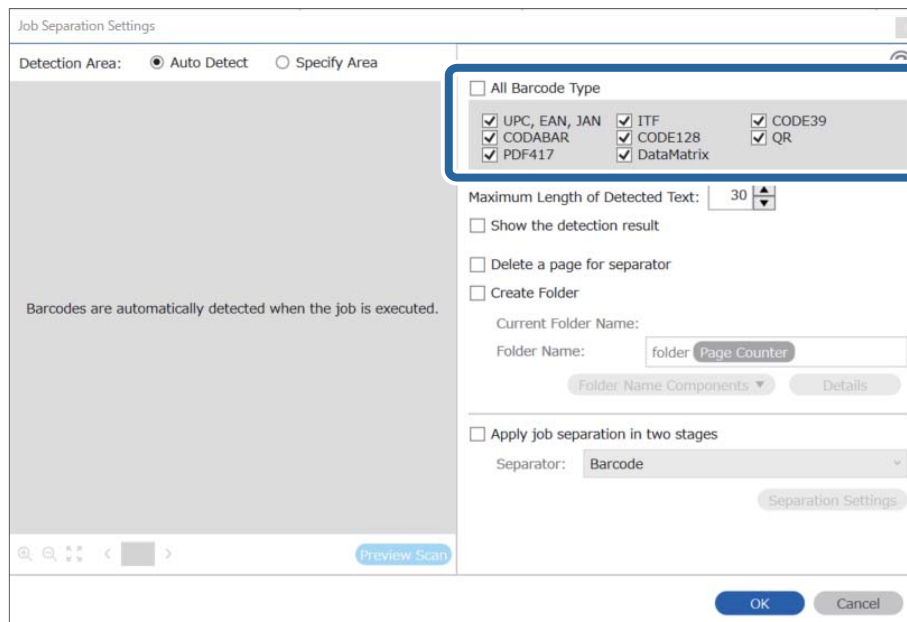 Job Separation Settings
Detection Area: Auto Detect Specify Area
All Barcode Type
UPC, EAN, JAN ITF CODE39
CODABAR CODE128 QR
PDF417 DataMatrix
Maximum Length of Detected Text: 30
Show the detection result
Delete a page for separator
Create Folder
Barcodes are automatically detected when the job is executed.
Current Folder Name:
Folder Name: folder Page Counter
Folder Name Components Details
Apply job separation in two stages
Separator: Barcode
Separation Settings
Preview Scan
OK Cancel